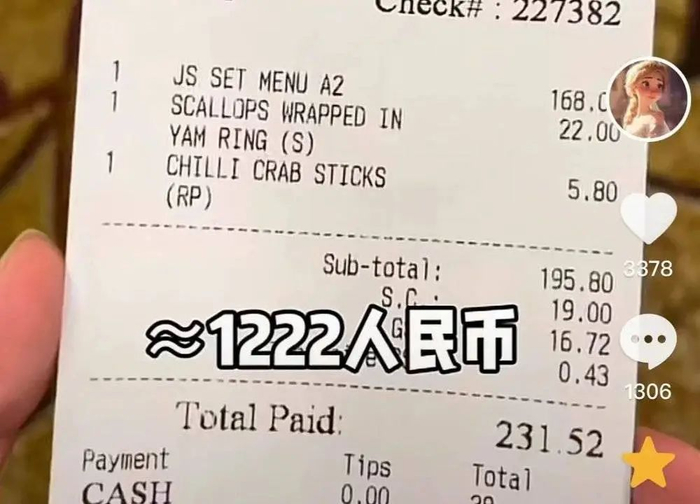 Check# : 227382
1 JS SET MENU A2 168.0
1 SCALLOPS WRAPPED IN 22.00
YAM RING (S)
1 CHILLI CRAB STICKS 5.80
(RP)
Sub-total: 195.80
S.C.: 19.00
16.72
0.43
≈1222人民币
Total Paid: 231.52
Payment Tips Total
CASH 0.00
3378
1306